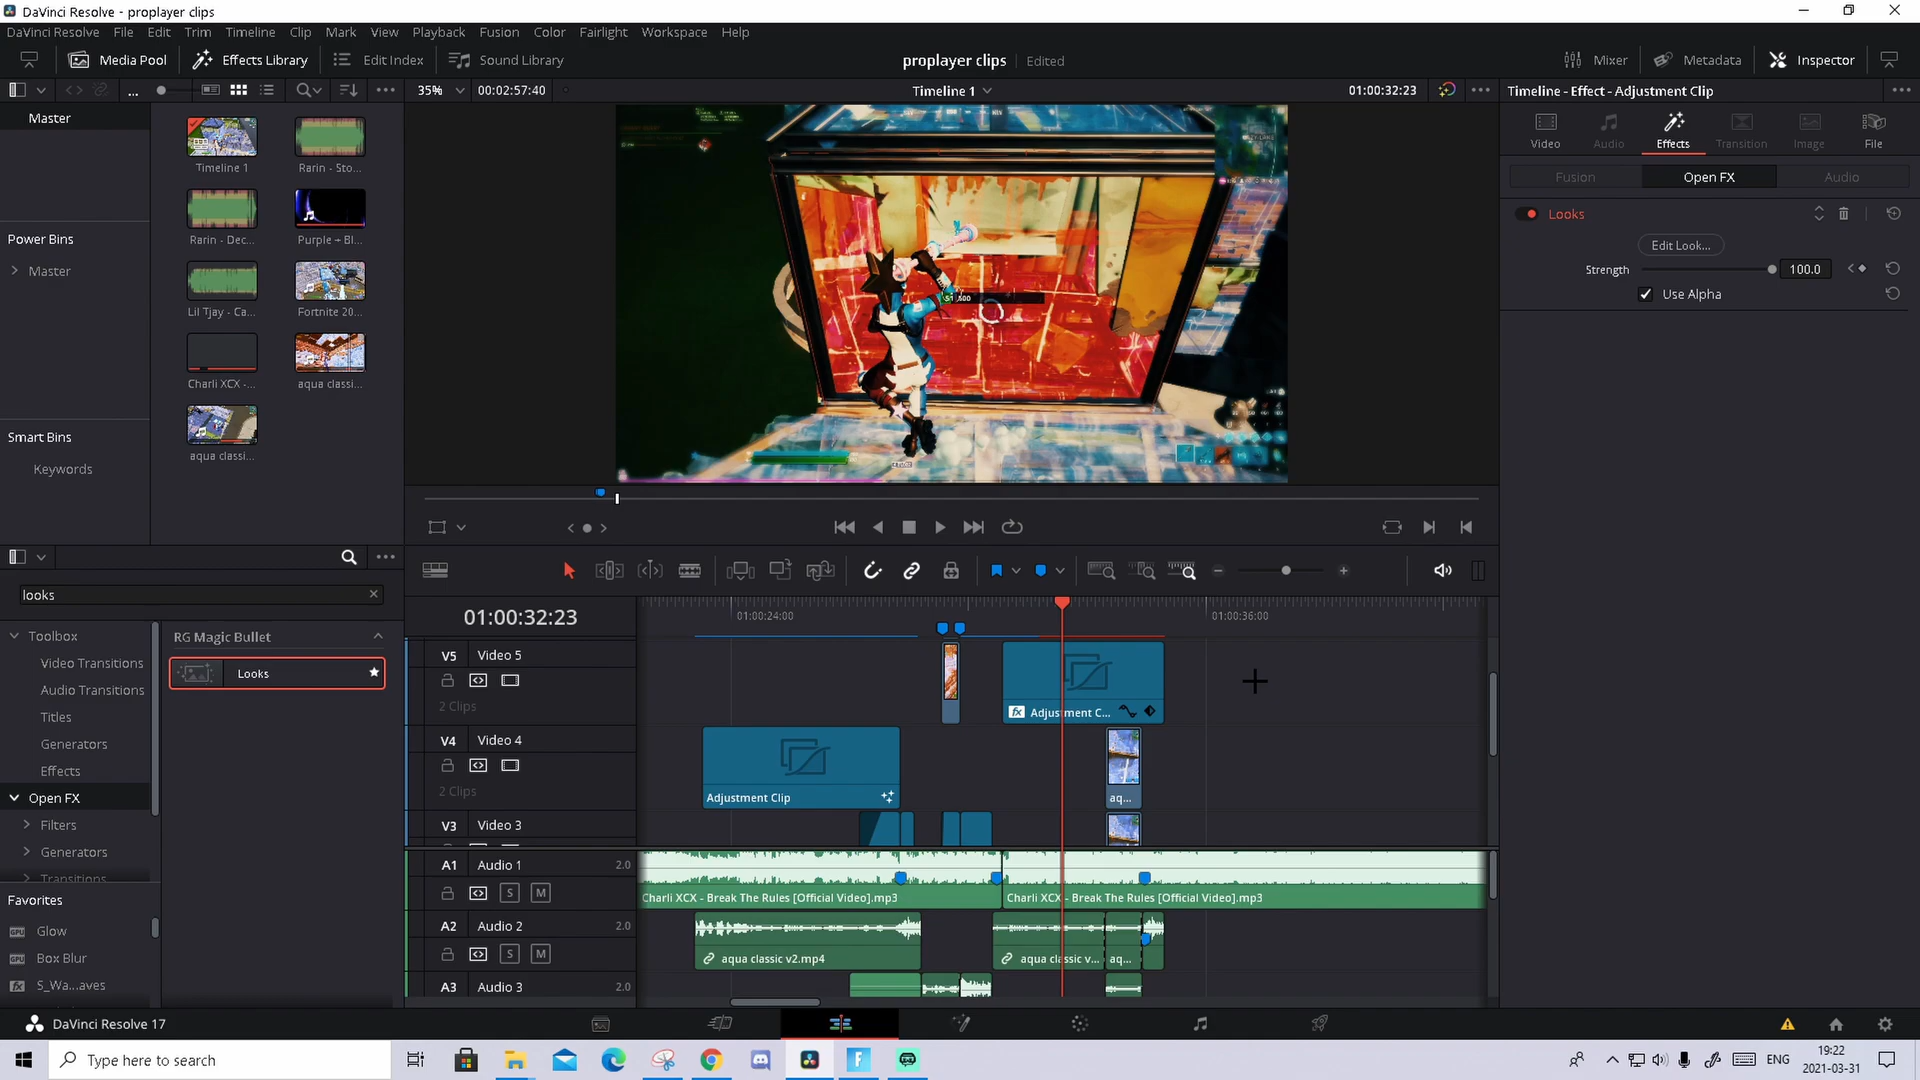 DaVinci Resolve - proplayer clips
DaVinci Resolve File Edit Trim Timeline Clip Mark View Playback Fusion Color Fairlight Workspace Help
Media Pool Effects Library Edit Index Sound Library proplayer clips Edited Mixer Metadata Inspector
... 35% 00:02:57:40 Timeline 1 01:00:32:23 Timeline - Effect - Adjustment Clip
Master
Timeline 1 Rarin - Sto...
Video Audio Effects Transition Image File
Fusion Open FX Audio
Rarin - Dec... Purple + Bl...
Looks
Power Bins
Edit Look...
Master
Strength 100.0
Use Alpha
Lil Tjay - Ca... Fortnite 20...
Charli XCX -... aqua classi...
Smart Bins
Keywords
aqua classi...
looks
Toolbox
Video Transitions
Audio Transitions
Titles
Generators
Effects
Open FX
Filters
Generators
Transitions
Favorites
Glow
Box Blur
S_Wa...aves
RG Magic Bullet
Looks
01:00:32:23
01:00:24:00 01:00:36:00
V5 Video 5
2 Clips
Adjustment C...
V4 Video 4
2 Clips
Adjustment Clip
aq...
V3 Video 3
A1 Audio 1 2.0
S M
Charli XCX - Break The Rules [Official Video].mp3 Charli XCX - Break The Rules [Official Video].mp3
A2 Audio 2 2.0
S M
aqua classic v2.mp4 aqua classic v... aq...
A3 Audio 3 2.0
DaVinci Resolve 17
Type here to search
ENG
19:22
2021-03-31